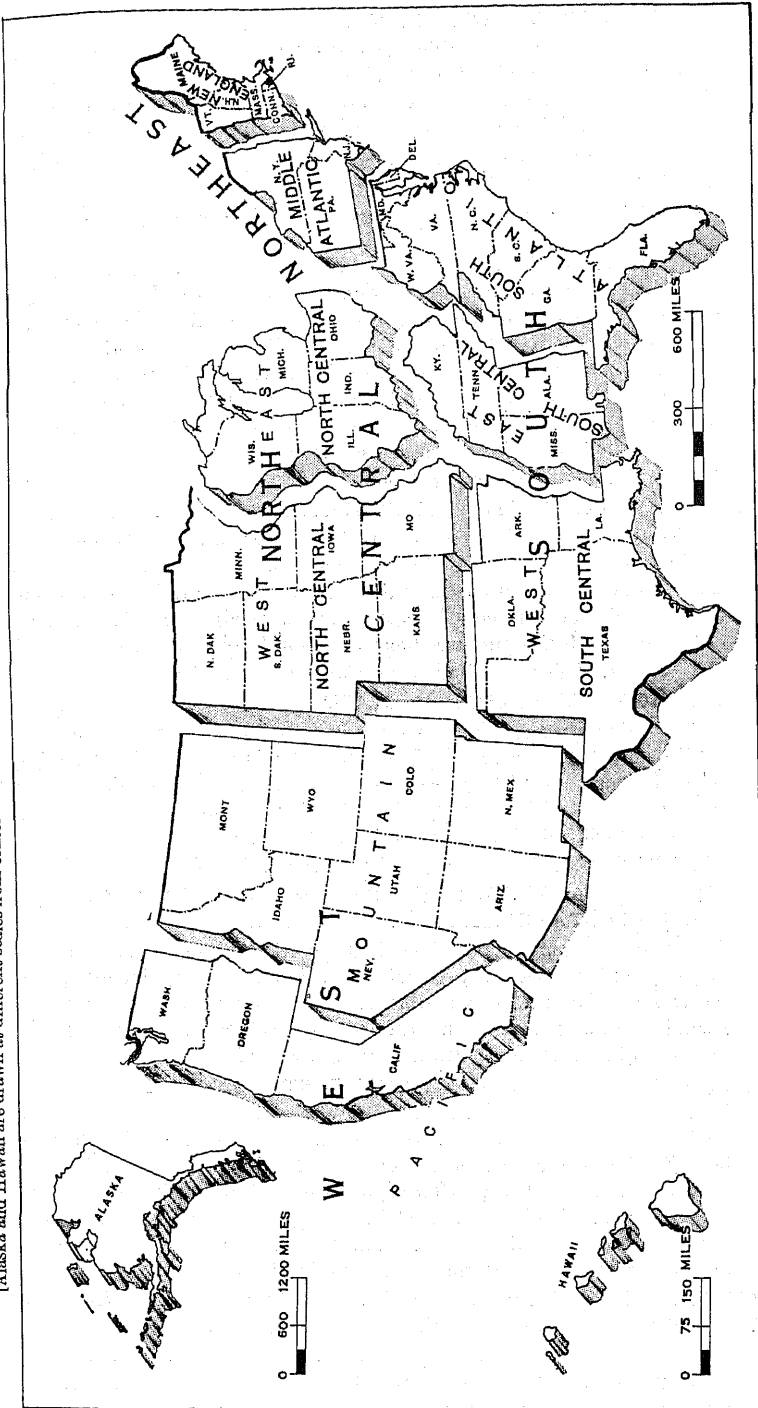 [Alaska and Hawaii are drawn at different scales from
NORTHEAST
NEW ENGLAND
MAINE
N.H.
VT.
MASS.
CONN.
R.I.
MIDDLE ATLANTIC
N.Y.
PA.
N.J.
NORTH CENTRAL
EAST NORTH CENTRAL
WIS.
MICH.
ILL.
IND.
OHIO
WEST NORTH CENTRAL
N. DAK
MINN.
S. DAK.
IOWA
NEBR.
KANS
MO
SOUTH
SOUTH ATLANTIC
DEL.
MD.
W. VA.
VA.
N.C.
S.C.
GA.
FLA.
EAST SOUTH CENTRAL
KY.
TENN.
MISS.
ALA.
WEST SOUTH CENTRAL
OKLA.
ARK.
TEXAS
LA.
WEST
MOUNTAIN
MONT
IDAHO
WYO
NEV.
UTAH
COLO
ARIZ
N. MEX
PACIFIC
WASH
OREGON
CALIF
ALASKA
0 600 1200 MILES
HAWAII
0 75 150 MILES
0 300 600 MILES